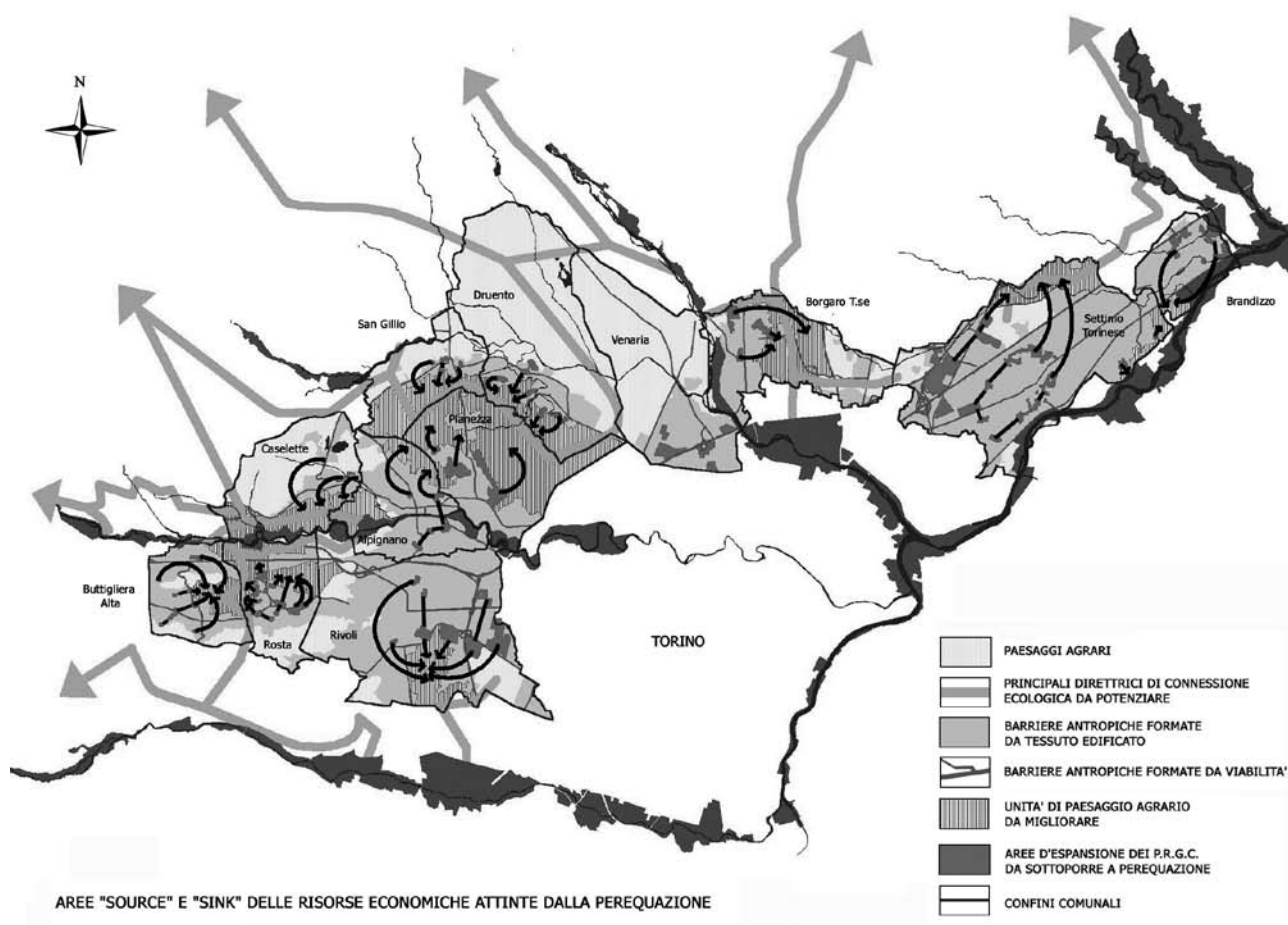 N
Druento
San Gillio
Venaria
Borgaro T.se
Settimo
Torinese
Brandizzo
Pianezza
Caselette
Alpignano
Buttigliera
Alta
Rosta
Rivoli
TORINO
PAESAGGI AGRARI
PRINCIPALI DIRETTRICI DI CONNESSIONE
ECOLOGICA DA POTENZIARE
BARRIERE ANTROPICHE FORMATE
DA TESSUTO EDIFICATO
BARRIERE ANTROPICHE FORMATE DA VIABILITA'
UNITA' DI PAESAGGIO AGRARIO
DA MIGLIORARE
AREE D'ESPANSIONE DEI P.R.G.C.
DA SOTTOPORRE A PEREQUAZIONE
CONFINI COMUNALI
AREE "SOURCE" E "SINK" DELLE RISORSE ECONOMICHE ATTINTE DALLA PEREQUAZIONE